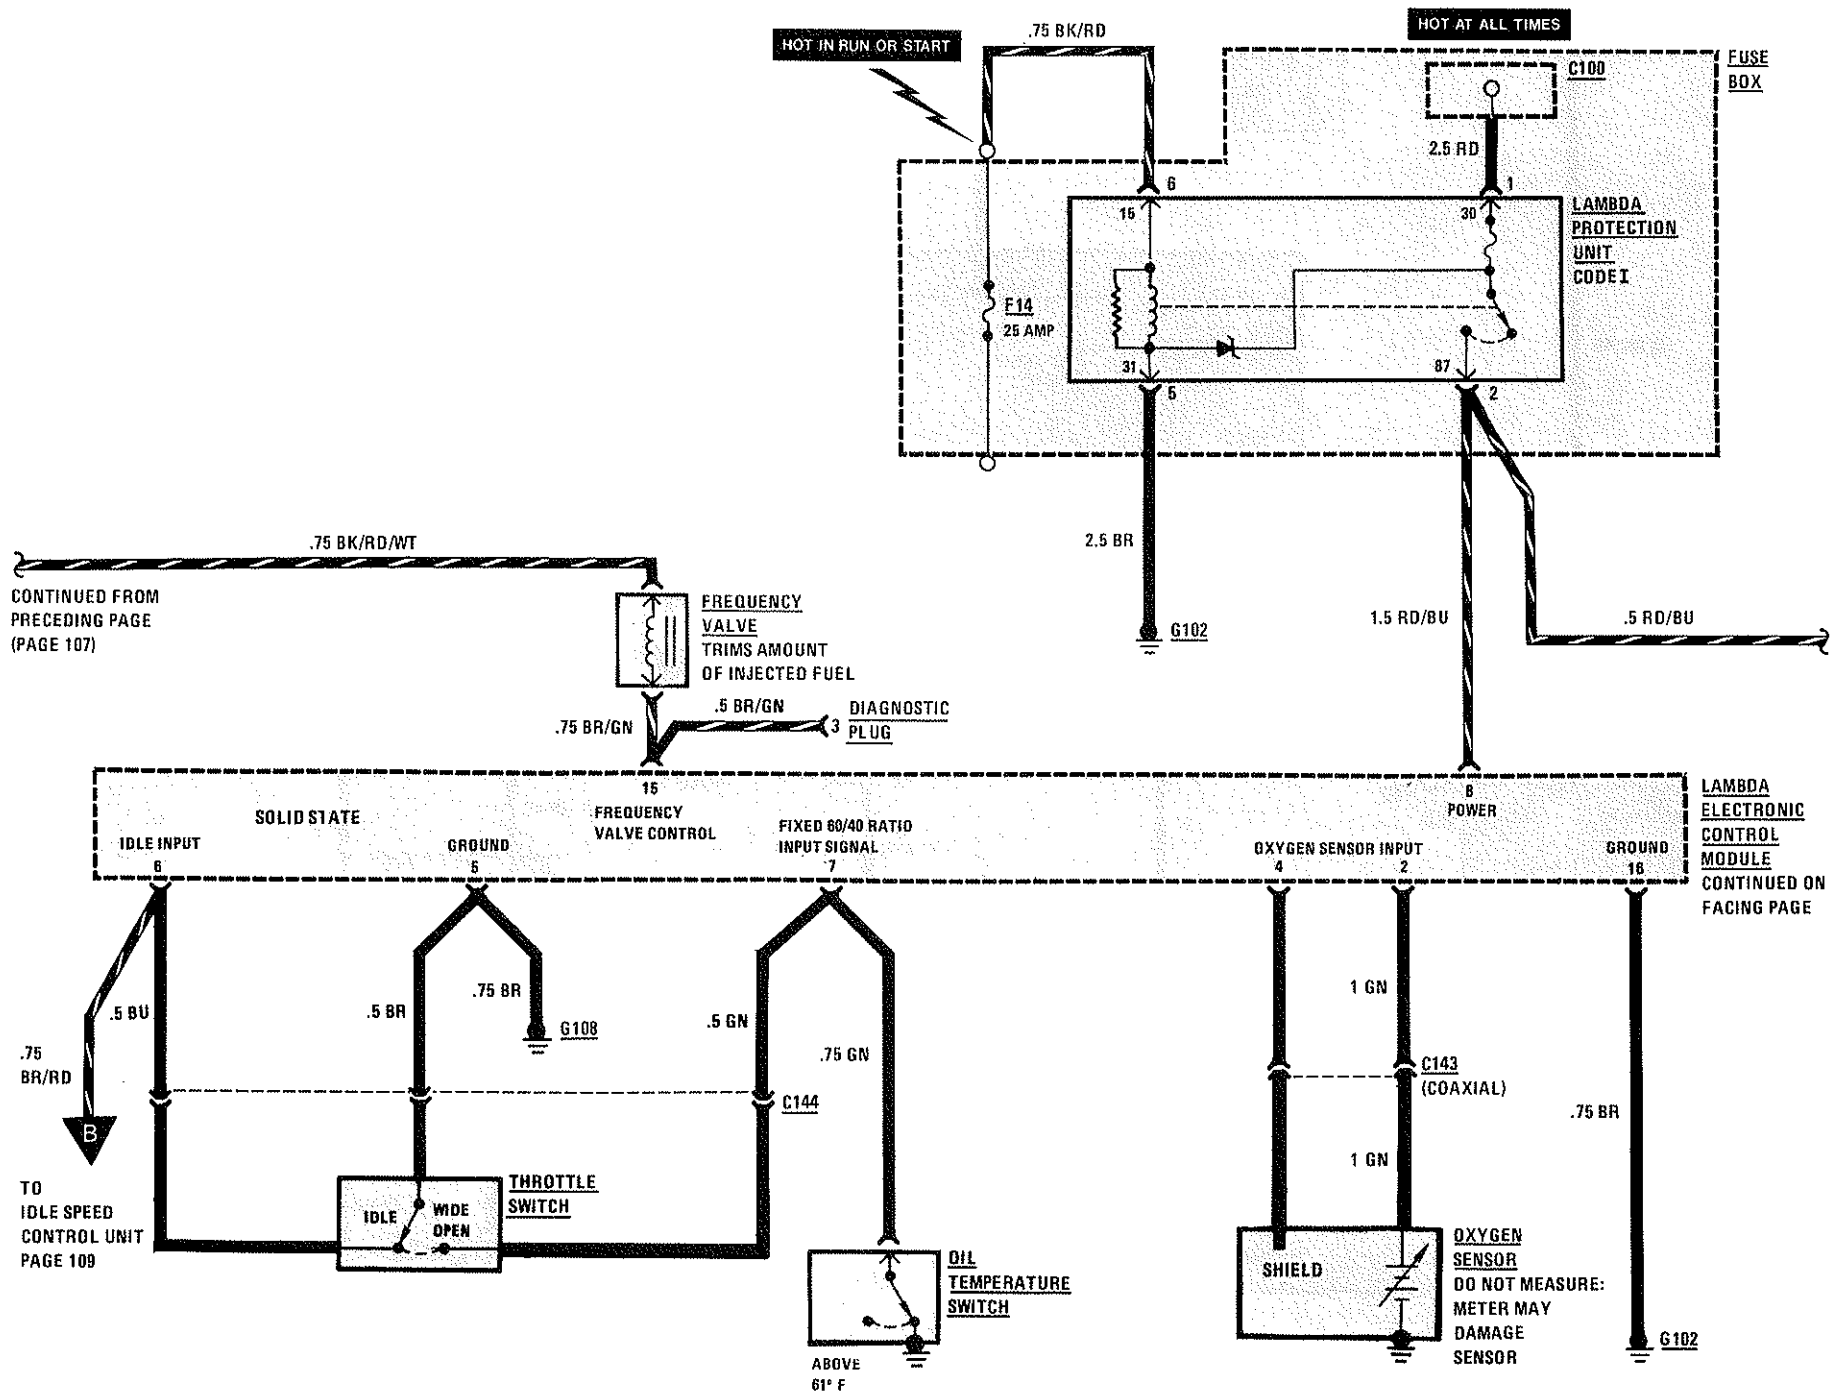 HOT IN RUN OR START
.75 BK/RD
HOT AT ALL TIMES
FUSE
BOX
C100
2.5 RD
6
1
15
30
LAMBDA
PROTECTION
UNIT
CODE I
F14
25 AMP
31
87
5
2
2.5 BR
G102
1.5 RD/BU
.5 RD/BU
.75 BK/RD/WT
CONTINUED FROM
PRECEDING PAGE
(PAGE 107)
FREQUENCY
VALVE
TRIMS AMOUNT
OF INJECTED FUEL
.75 BR/GN
.5 BR/GN
3
DIAGNOSTIC
PLUG
15
FREQUENCY
VALVE CONTROL
SOLID STATE
IDLE INPUT
6
GROUND
5
FIXED 60/40 RATIO
INPUT SIGNAL
7
OXYGEN SENSOR INPUT
4
2
8
POWER
GROUND
16
LAMBDA
ELECTRONIC
CONTROL
MODULE
CONTINUED ON
FACING PAGE
.5 BU
.75
BR/RD
B
TO
IDLE SPEED
CONTROL UNIT
PAGE 109
.5 BR
.75 BR
G108
.5 GN
.75 GN
C144
IDLE
WIDE
OPEN
THROTTLE
SWITCH
OIL
TEMPERATURE
SWITCH
ABOVE
61° F
1 GN
C143
(COAXIAL)
1 GN
SHIELD
OXYGEN
SENSOR
DO NOT MEASURE:
METER MAY
DAMAGE
SENSOR
.75 BR
G102